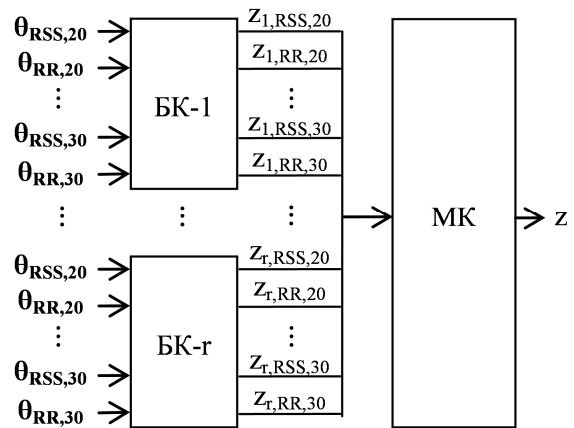 θRSS,20 z1,RSS,20
θRR,20 z1,RR,20
⋮ БК-1 ⋮
θRSS,30 z1,RSS,30
θRR,30 z1,RR,30
⋮ ⋮ ⋮ МК z
θRSS,20 zr,RSS,20
θRR,20 zr,RR,20
⋮ БК-r ⋮
θRSS,30 zr,RSS,30
θRR,30 zr,RR,30